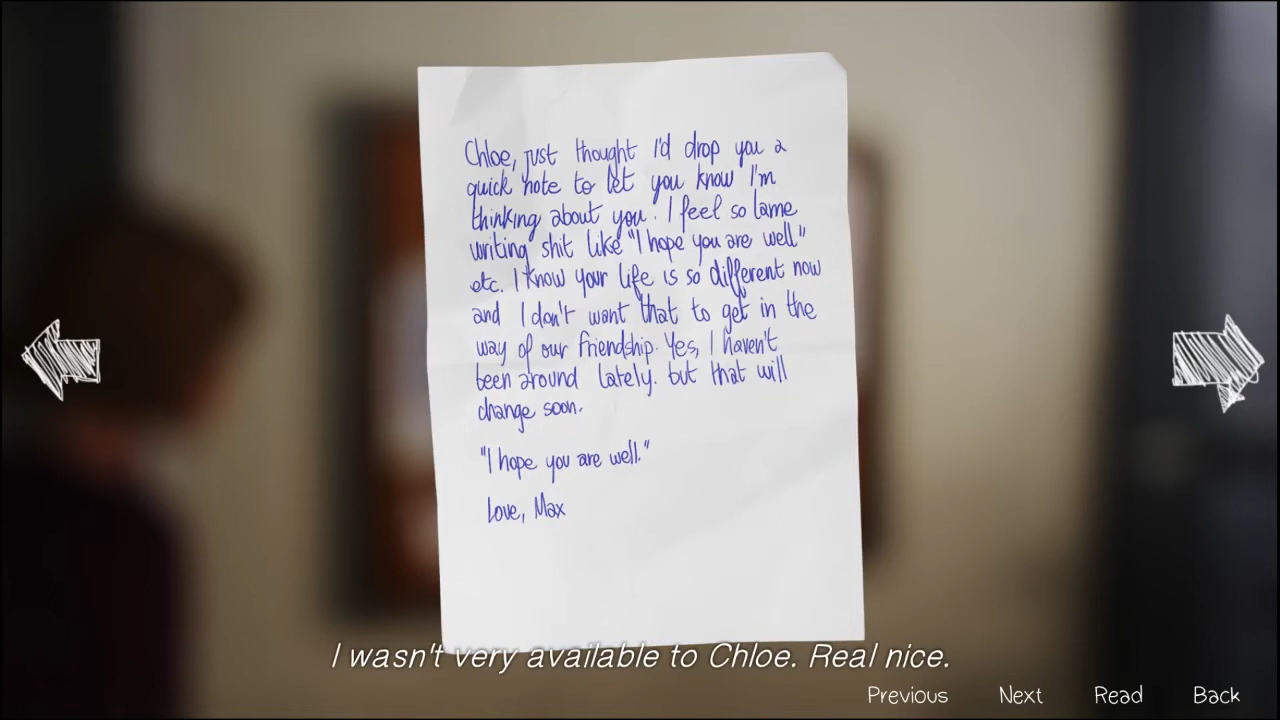 Chloe, just thought I'd drop you a
quick note to let you know I'm
thinking about you. I feel so lame
writing shit like "I hope you are well"
etc. I know your life is so different now
and I don't want that to get in the
way of our friendship. Yes, I haven't
been around lately. but that will
change soon.
"I hope you are well."
Love, Max
I wasn't very available to Chloe. Real nice.
Previous Next Read Back